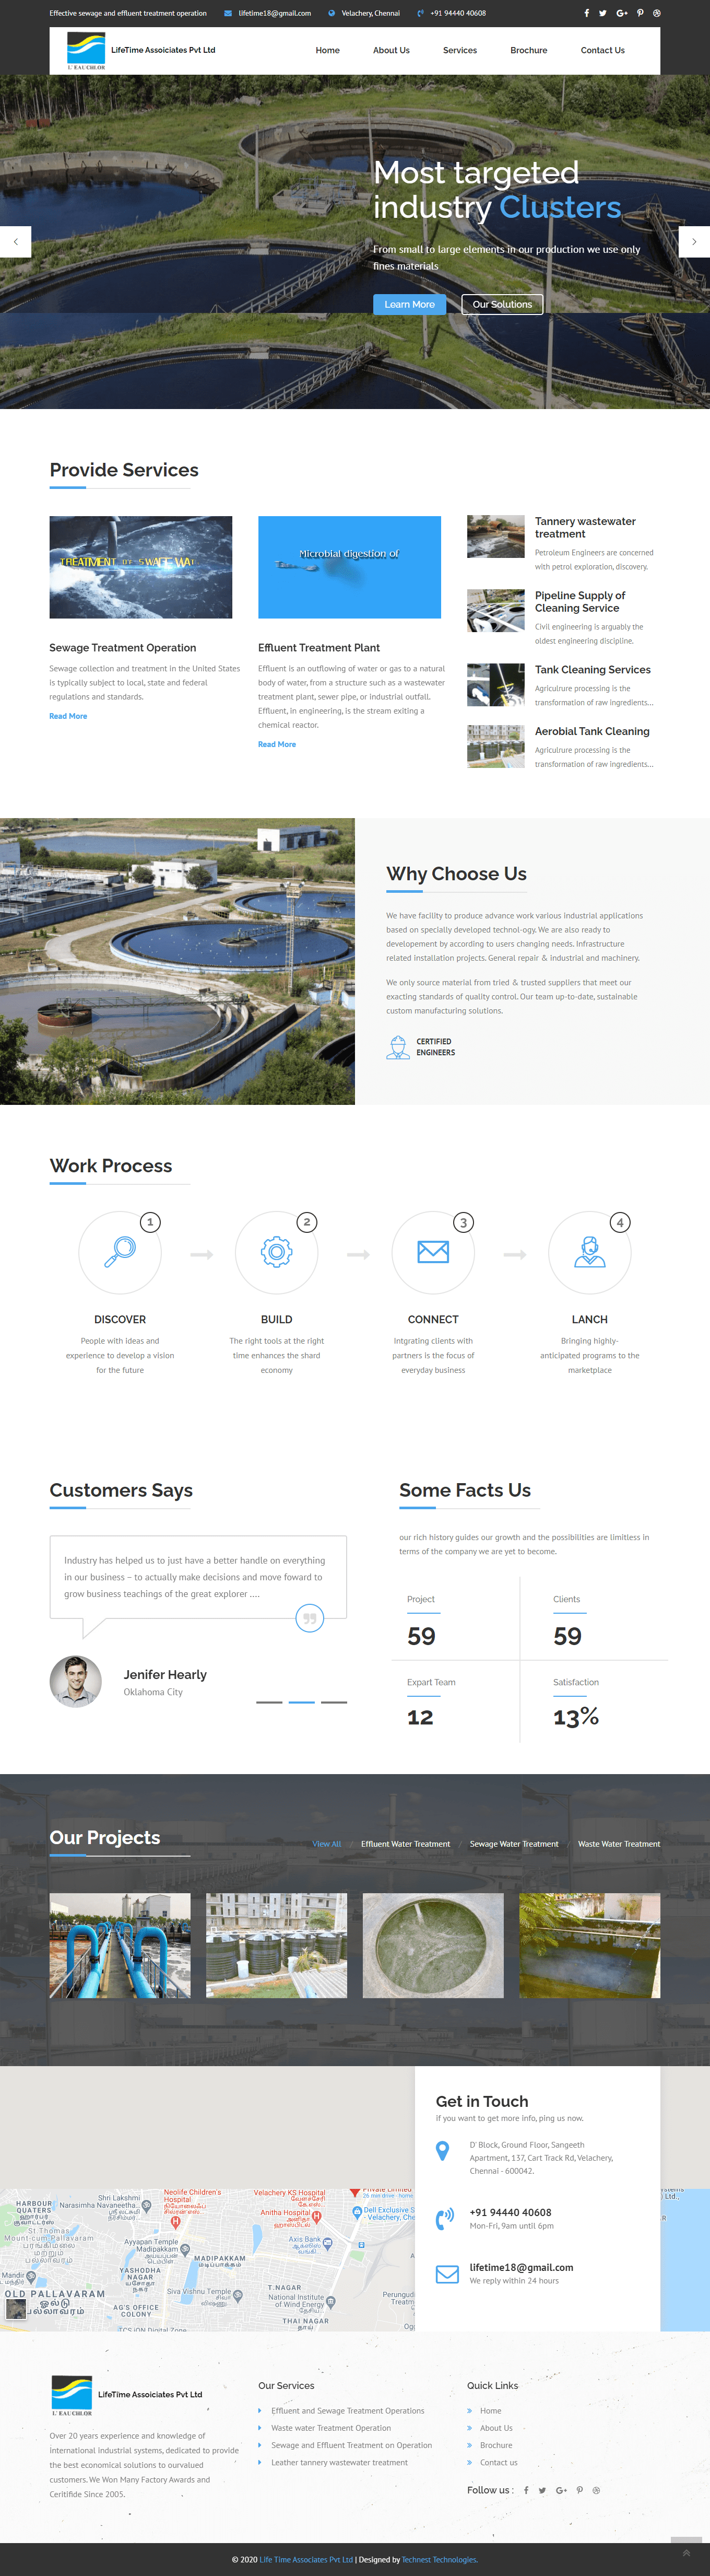 Effective sewage and effluent treatment operation
lifetime18@gmail.com
Velachery, Chennai
+91 94440 40608
L' EAUCHLOR
LifeTime Assoiciates Pvt Ltd
Home
About Us
Services
Brochure
Contact Us
Most targeted
industry Clusters
From small to large elements in our production we use only
fines materials
Learn More
Our Solutions
Provide Services
Microbial digestion of
Sewage Treatment Operation
Sewage collection and treatment in the United States
is typically subject to local, state and federal
regulations and standards.
Read More
Effluent Treatment Plant
Effluent is an outflowing of water or gas to a natural
body of water, from a structure such as a wastewater
treatment plant, sewer pipe, or industrial outfall.
Effluent, in engineering, is the stream exiting a
chemical reactor.
Read More
Tannery wastewater
treatment
Petroleum Engineers are concerned
with petrol exploration, discovery.
Pipeline Supply of
Cleaning Service
Civil engineering is arguably the
oldest engineering discipline.
Tank Cleaning Services
Agriculrure processing is the
transformation of raw ingredients...
Aerobial Tank Cleaning
Agriculrure processing is the
transformation of raw ingredients...
Why Choose Us
We have facility to produce advance work various industrial applications
based on specially developed technol-ogy. We are also ready to
developement by according to users changing needs. Infrastructure
related installation projects. General repair & industrial and machinery.
We only source material from tried & trusted suppliers that meet our
exacting standards of quality control. Our team up-to-date, sustainable
custom manufacturing solutions.
CERTIFIED
ENGINEERS
Work Process
1
DISCOVER
People with ideas and
experience to develop a vision
for the future
2
BUILD
The right tools at the right
time enhances the shard
economy
3
CONNECT
Intgrating clients with
partners is the focus of
everyday business
4
LANCH
Bringing highly-
anticipated programs to the
marketplace
Customers Says
Industry has helped us to just have a better handle on everything
in our business – to actually make decisions and move foward to
grow business teachings of the great explorer ....
Jenifer Hearly
Oklahoma City
Some Facts Us
our rich history guides our growth and the possibilities are limitless in
terms of the company we are yet to become.
Project
59
Clients
59
Expart Team
12
Satisfaction
13%
Our Projects
View All / Effluent Water Treatment / Sewage Water Treatment / Waste Water Treatment
Get in Touch
if you want to get more info, ping us now.
D' Block, Ground Floor, Sangeeth
Apartment, 137, Cart Track Rd, Velachery,
Chennai - 600042.
+91 94440 40608
Mon-Fri, 9am until 6pm
lifetime18@gmail.com
We reply within 24 hours
HARBOUR
QUATERS
Shri Lakshmi
Narasimha Navaneetha...
Neolife Children's
Hospital
Velachery KS Hospital
Anitha Hospital
26 min drive - home
Dell Exclusive S
- Velachery, Che
St.Thomas
Mount-cum Pallavaram
Ayyapan Temple
Madipakkam
MADIPAKKAM
Axis Bank
YASHODHA
NAGAR
Mandir
OLD PALLAVARAM
AG'S OFFICE
COLONY
Siva Vishnu Temple
T.NAGAR
National Institute
of Wind Energy
THAI NAGAR
L' EAUCHLOR
LifeTime Assoiciates Pvt Ltd
Over 20 years experience and knowledge of
international industrial systems, dedicated to provide
the best economical solutions to ourvalued
customers. We Won Many Factory Awards and
Ceritifide Since 2005.
Our Services
Effluent and Sewage Treatment Operations
Waste water Treatment Operation
Sewage and Effluent Treatment on Operation
Leather tannery wastewater treatment
Quick Links
Home
About Us
Brochure
Contact us
Follow us :
© 2020 Life Time Associates Pvt Ltd | Designed by Technest Technologies.